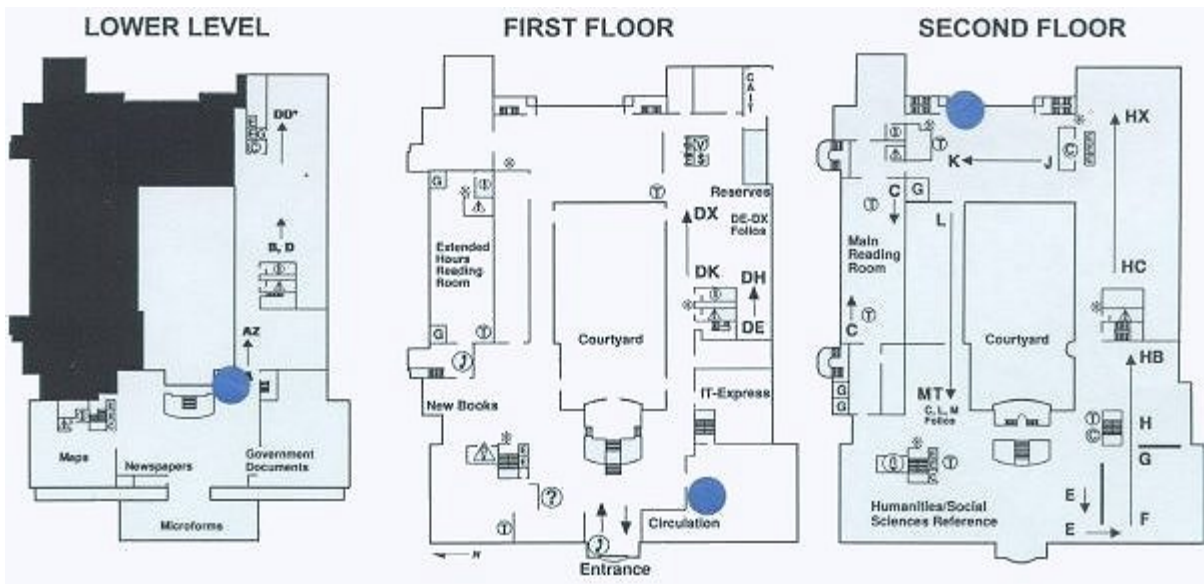 LOWER LEVEL
DD*
B, D
AZ
Maps
Newspapers
Government
Documents
Microforms
FIRST FLOOR
CA
V
$
T
Reserves
G
DX
DE-DX
Folios
Extended
Hours
Reading
Room
DK
DH
DE
G
T
Courtyard
New Books
IT-Express
?
T
Circulation
N
Entrance
SECOND FLOOR
HX
T
C
K
J
C
G
T
L
Main
Reading
Room
HC
C
T
Courtyard
HB
G
G
MT
C, L, M
Folios
T
C
H
G
T
E
Humanities/Social
Sciences Reference
E
F